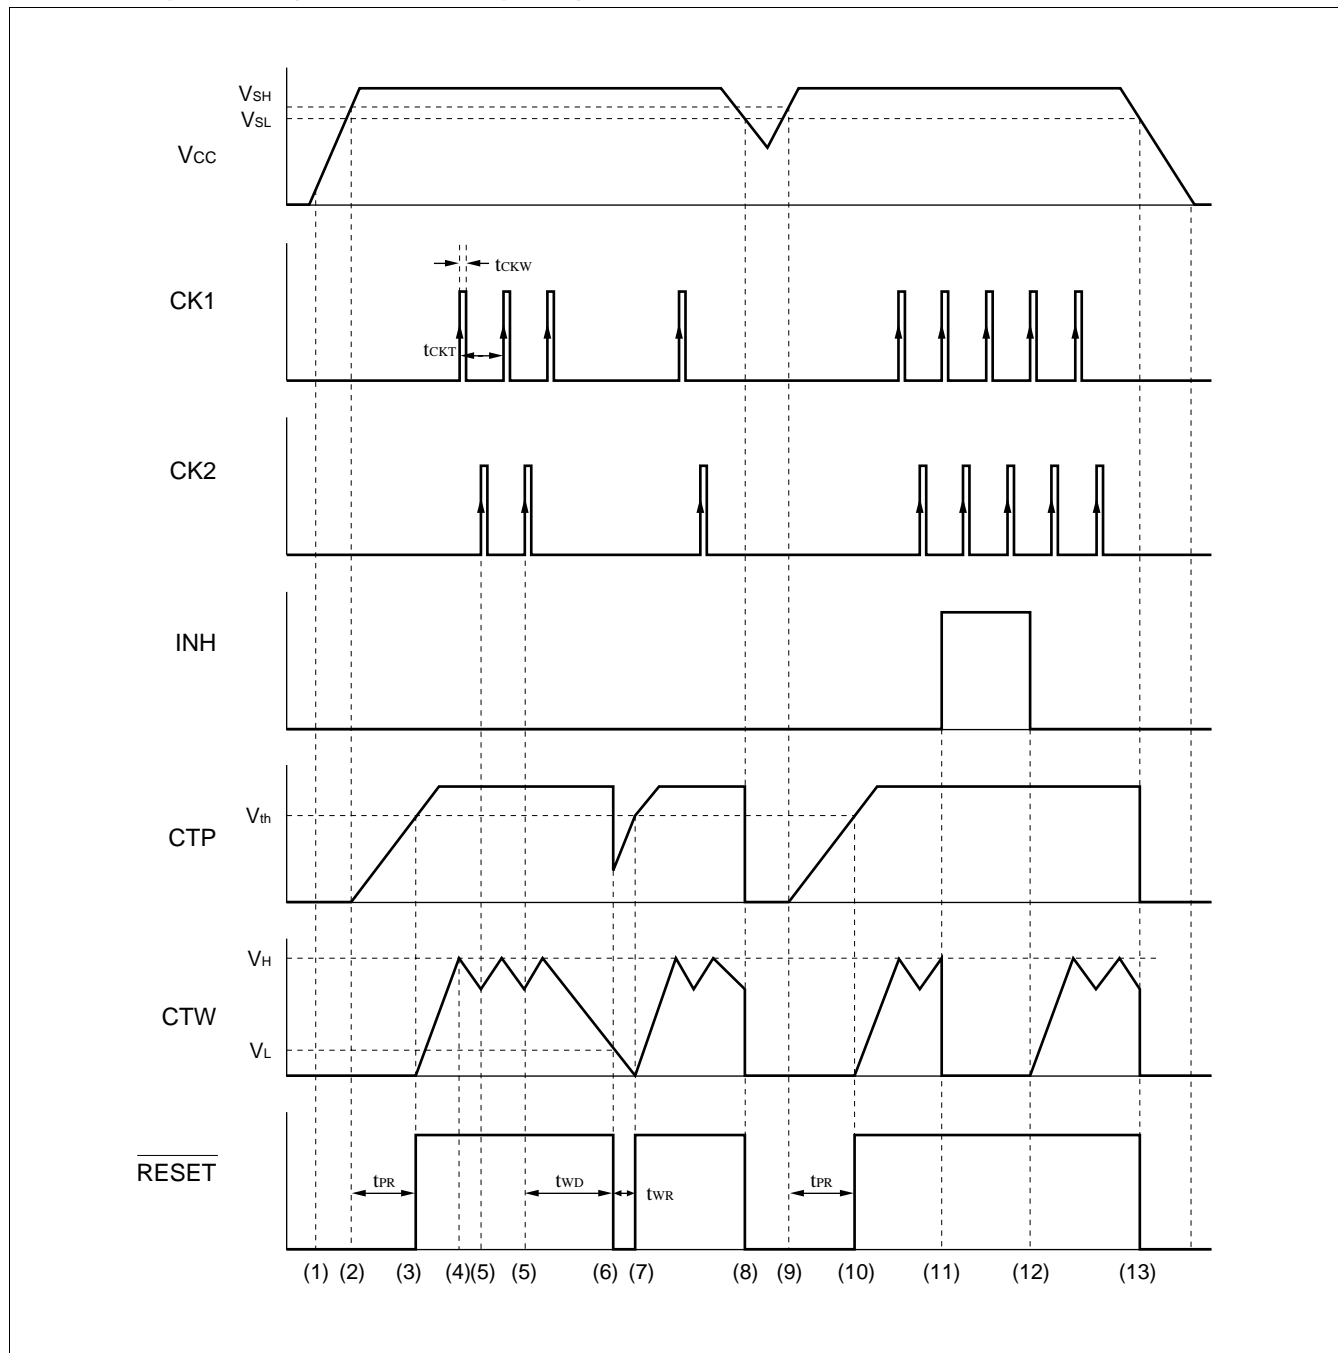 VSH
VSL
VCC
tCKW
CK1
tCKT
CK2
INH
Vth
CTP
VH
CTW
VL
RESET
tPR tWD tWR tPR
(1) (2) (3) (4) (5) (5) (6) (7) (8) (9) (10) (11) (12) (13)